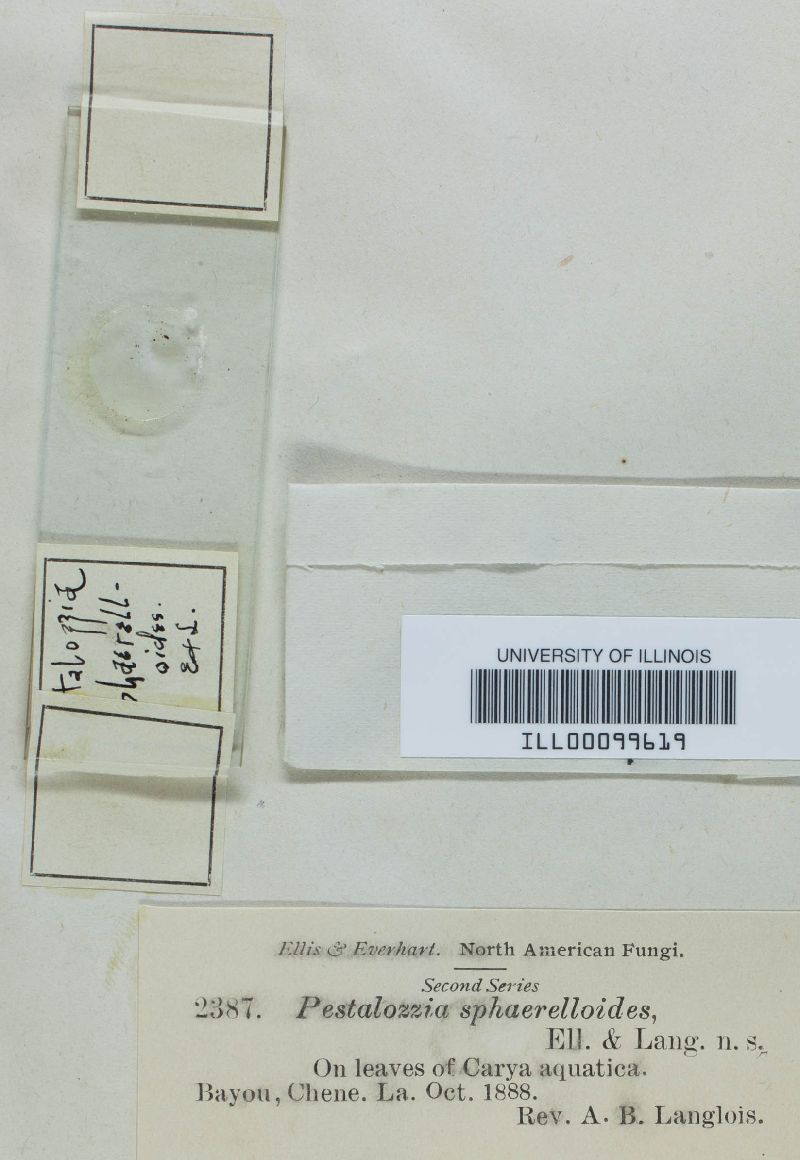 talozzia
phaerell-
oides.
E+L.
UNIVERSITY OF ILLINOIS
ILL00099619
Ellis & Everhart. North American Fungi.
Second Series
2387. Pestalozzia sphaerelloides,
Ell. & Lang. n. s.
On leaves of Carya aquatica.
Bayou, Chene. La. Oct. 1888.
Rev. A. B. Langlois.